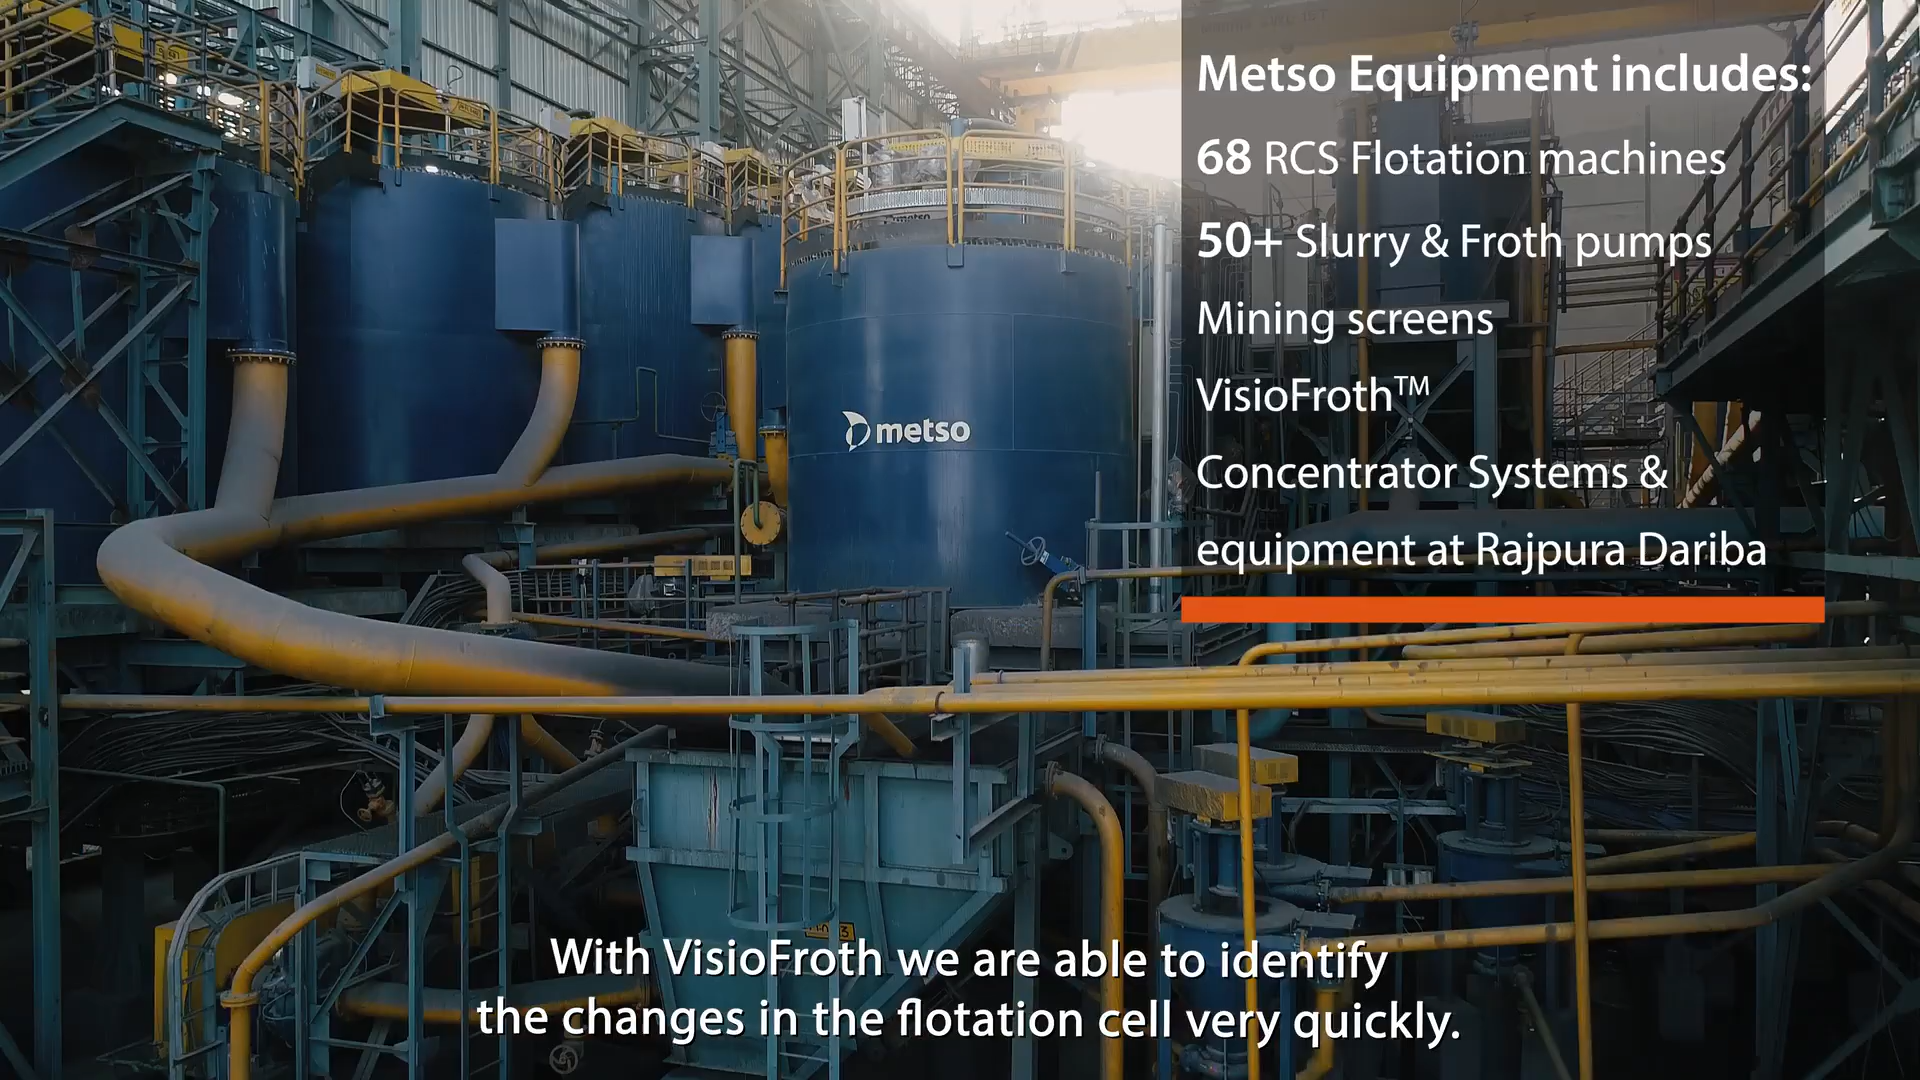 Metso Equipment includes:
68 RCS Flotation machines
50+ Slurry & Froth pumps
Mining screens
VisioFroth™
Concentrator Systems &
equipment at Rajpura Dariba
metso
metso
With VisioFroth we are able to identify
the changes in the flotation cell very quickly.